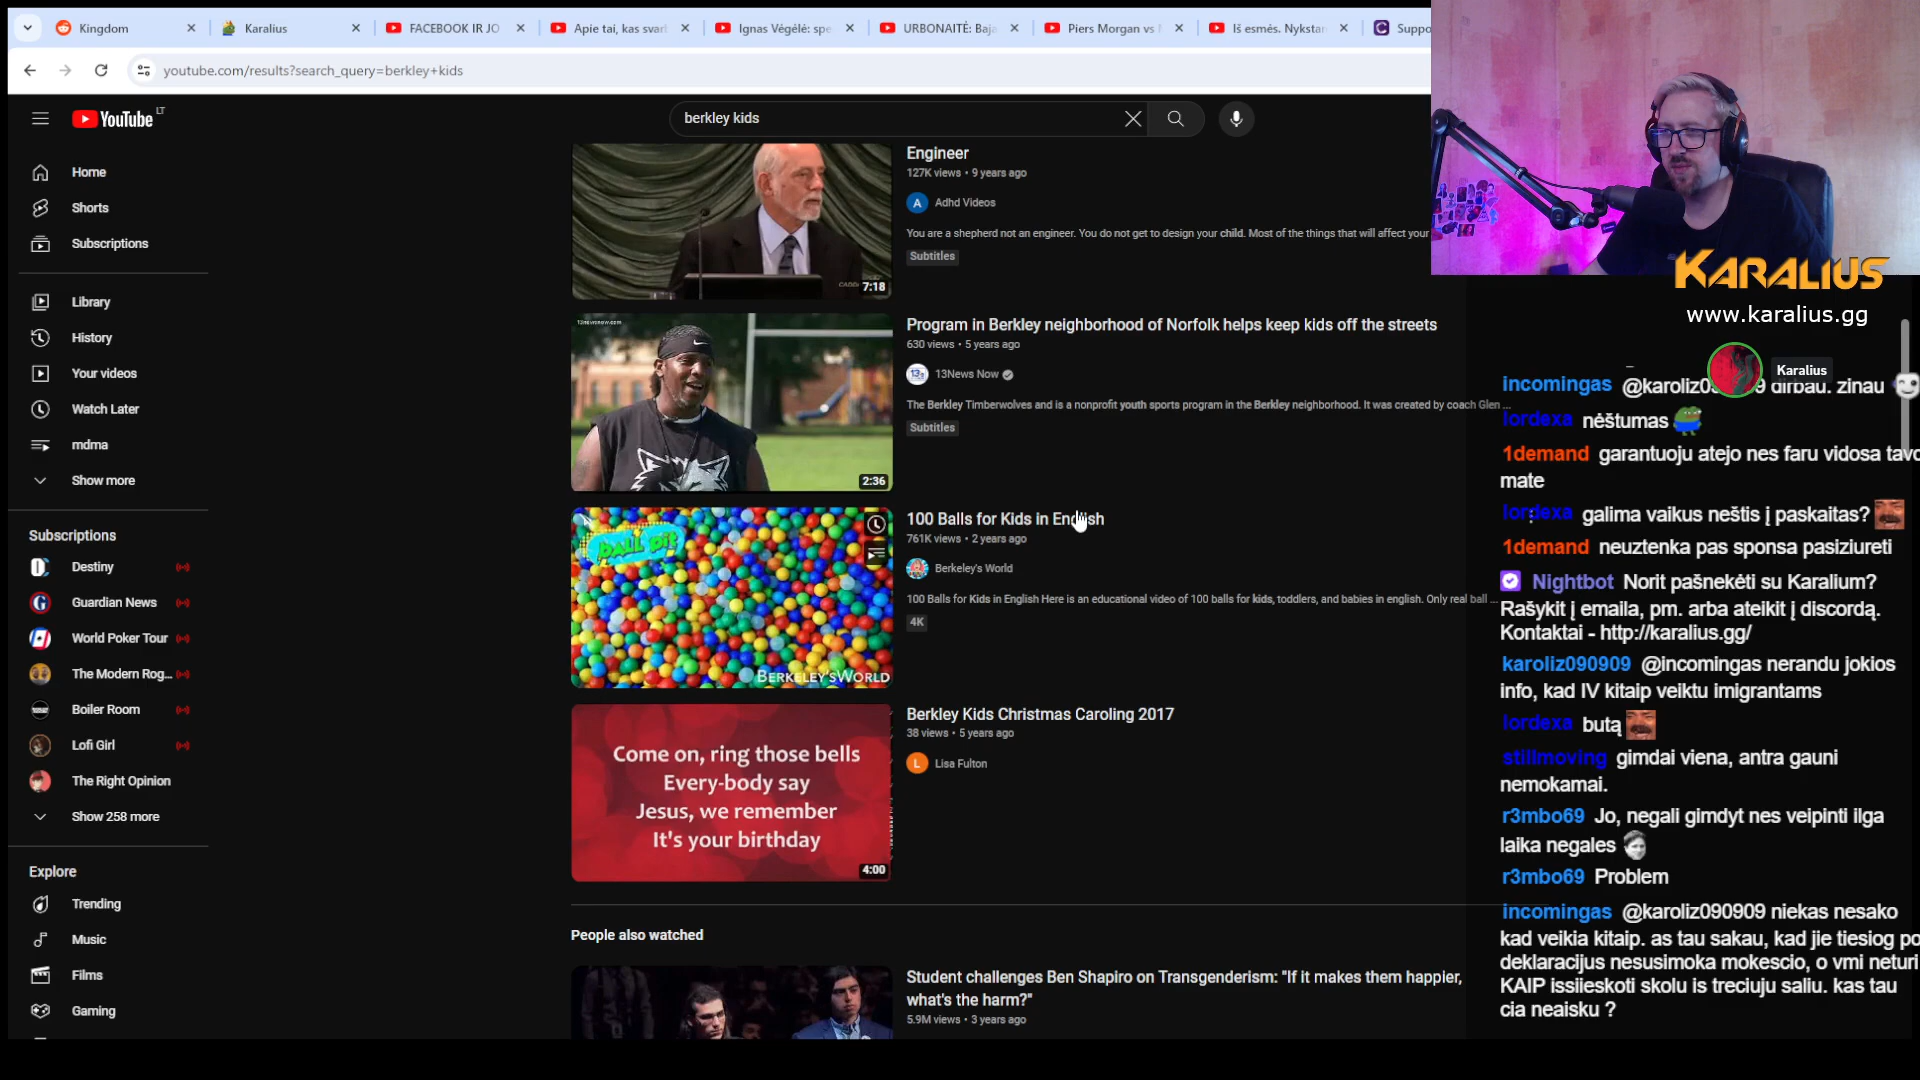 Kingdom
Karalius
FACEBOOK IR JO
Apie tai, kas svarb
Ignas Vėgėlė: spe
URBONAITĖ: Baja
Piers Morgan vs
Iš esmės. Nykstan
Suppo
youtube.com/results?search_query=berkley+kids
YouTube LT
berkley kids
Home
Shorts
Subscriptions
Library
History
Your videos
Watch Later
mdma
Show more
Subscriptions
Destiny
Guardian News
World Poker Tour
The Modern Rog...
Boiler Room
Lofi Girl
The Right Opinion
Show 258 more
Explore
Trending
Music
Films
Gaming
7:18
Engineer
127K views • 9 years ago
A Adhd Videos
You are a shepherd not an engineer. You do not get to design your child. Most of the things that will affect your
Subtitles
13newsnow.com
2:36
Program in Berkley neighborhood of Norfolk helps keep kids off the streets
630 views • 5 years ago
13 13News Now
The Berkley Timberwolves and is a nonprofit youth sports program in the Berkley neighborhood. It was created by coach Glen ...
Subtitles
BALL PIT
BERKELEY'SWORLD
100 Balls for Kids in English
761K views • 2 years ago
Berkeley's World
100 Balls for Kids in English Here is an educational video of 100 balls for kids, toddlers, and babies in english. Only real ball ...
4K
Come on, ring those bells
Every-body say
Jesus, we remember
It's your birthday
4:00
Berkley Kids Christmas Caroling 2017
38 views • 5 years ago
L Lisa Fulton
People also watched
Student challenges Ben Shapiro on Transgenderism: "If it makes them happier,
what's the harm?"
5.9M views • 3 years ago
KARALIUS
www.karalius.gg
Karalius
incomingas @karoliz090909 dirbau. zinau
lordexa nėštumas
1demand garantuoju atejo nes faru vidosa tavo
mate
lordexa galima vaikus neštis į paskaitas?
1demand neuztenka pas sponsa pasiziureti
Nightbot Norit pašnekėti su Karalium?
Rašykit į emaila, pm. arba ateikit į discordą.
Kontaktai - http://karalius.gg/
karoliz090909 @incomingas nerandu jokios
info, kad IV kitaip veiktu imigrantams
lordexa butą
stillmoving gimdai viena, antra gauni
nemokamai.
r3mbo69 Jo, negali gimdyt nes veipinti ilga
laika negales
r3mbo69 Problem
incomingas @karoliz090909 niekas nesako
kad veikia kitaip. as tau sakau, kad jie tiesiog po
deklaracijus nesusimoka mokescio, o vmi neturi
KAIP issiieskoti skolu is treciuju saliu. kas tau
cia neaisku ?